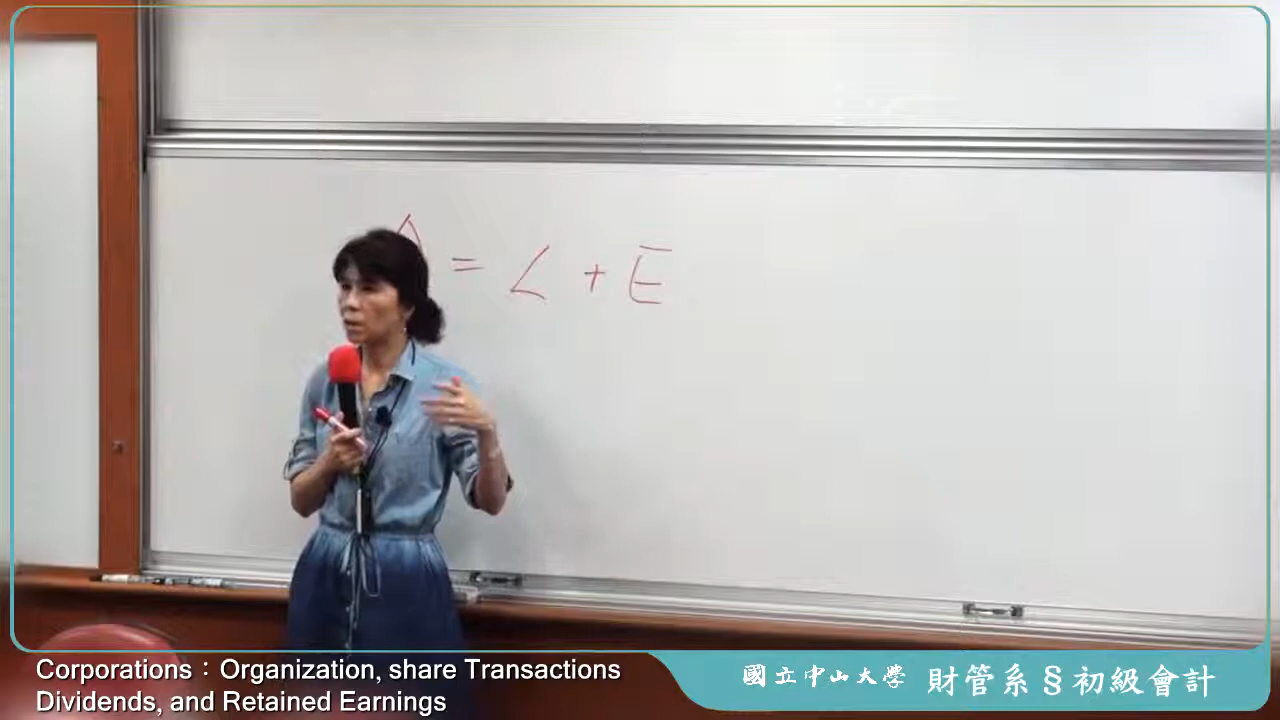 A = L + E
Corporations：Organization, share Transactions
Dividends, and Retained Earnings
國立中山大學 財管系§初級會計